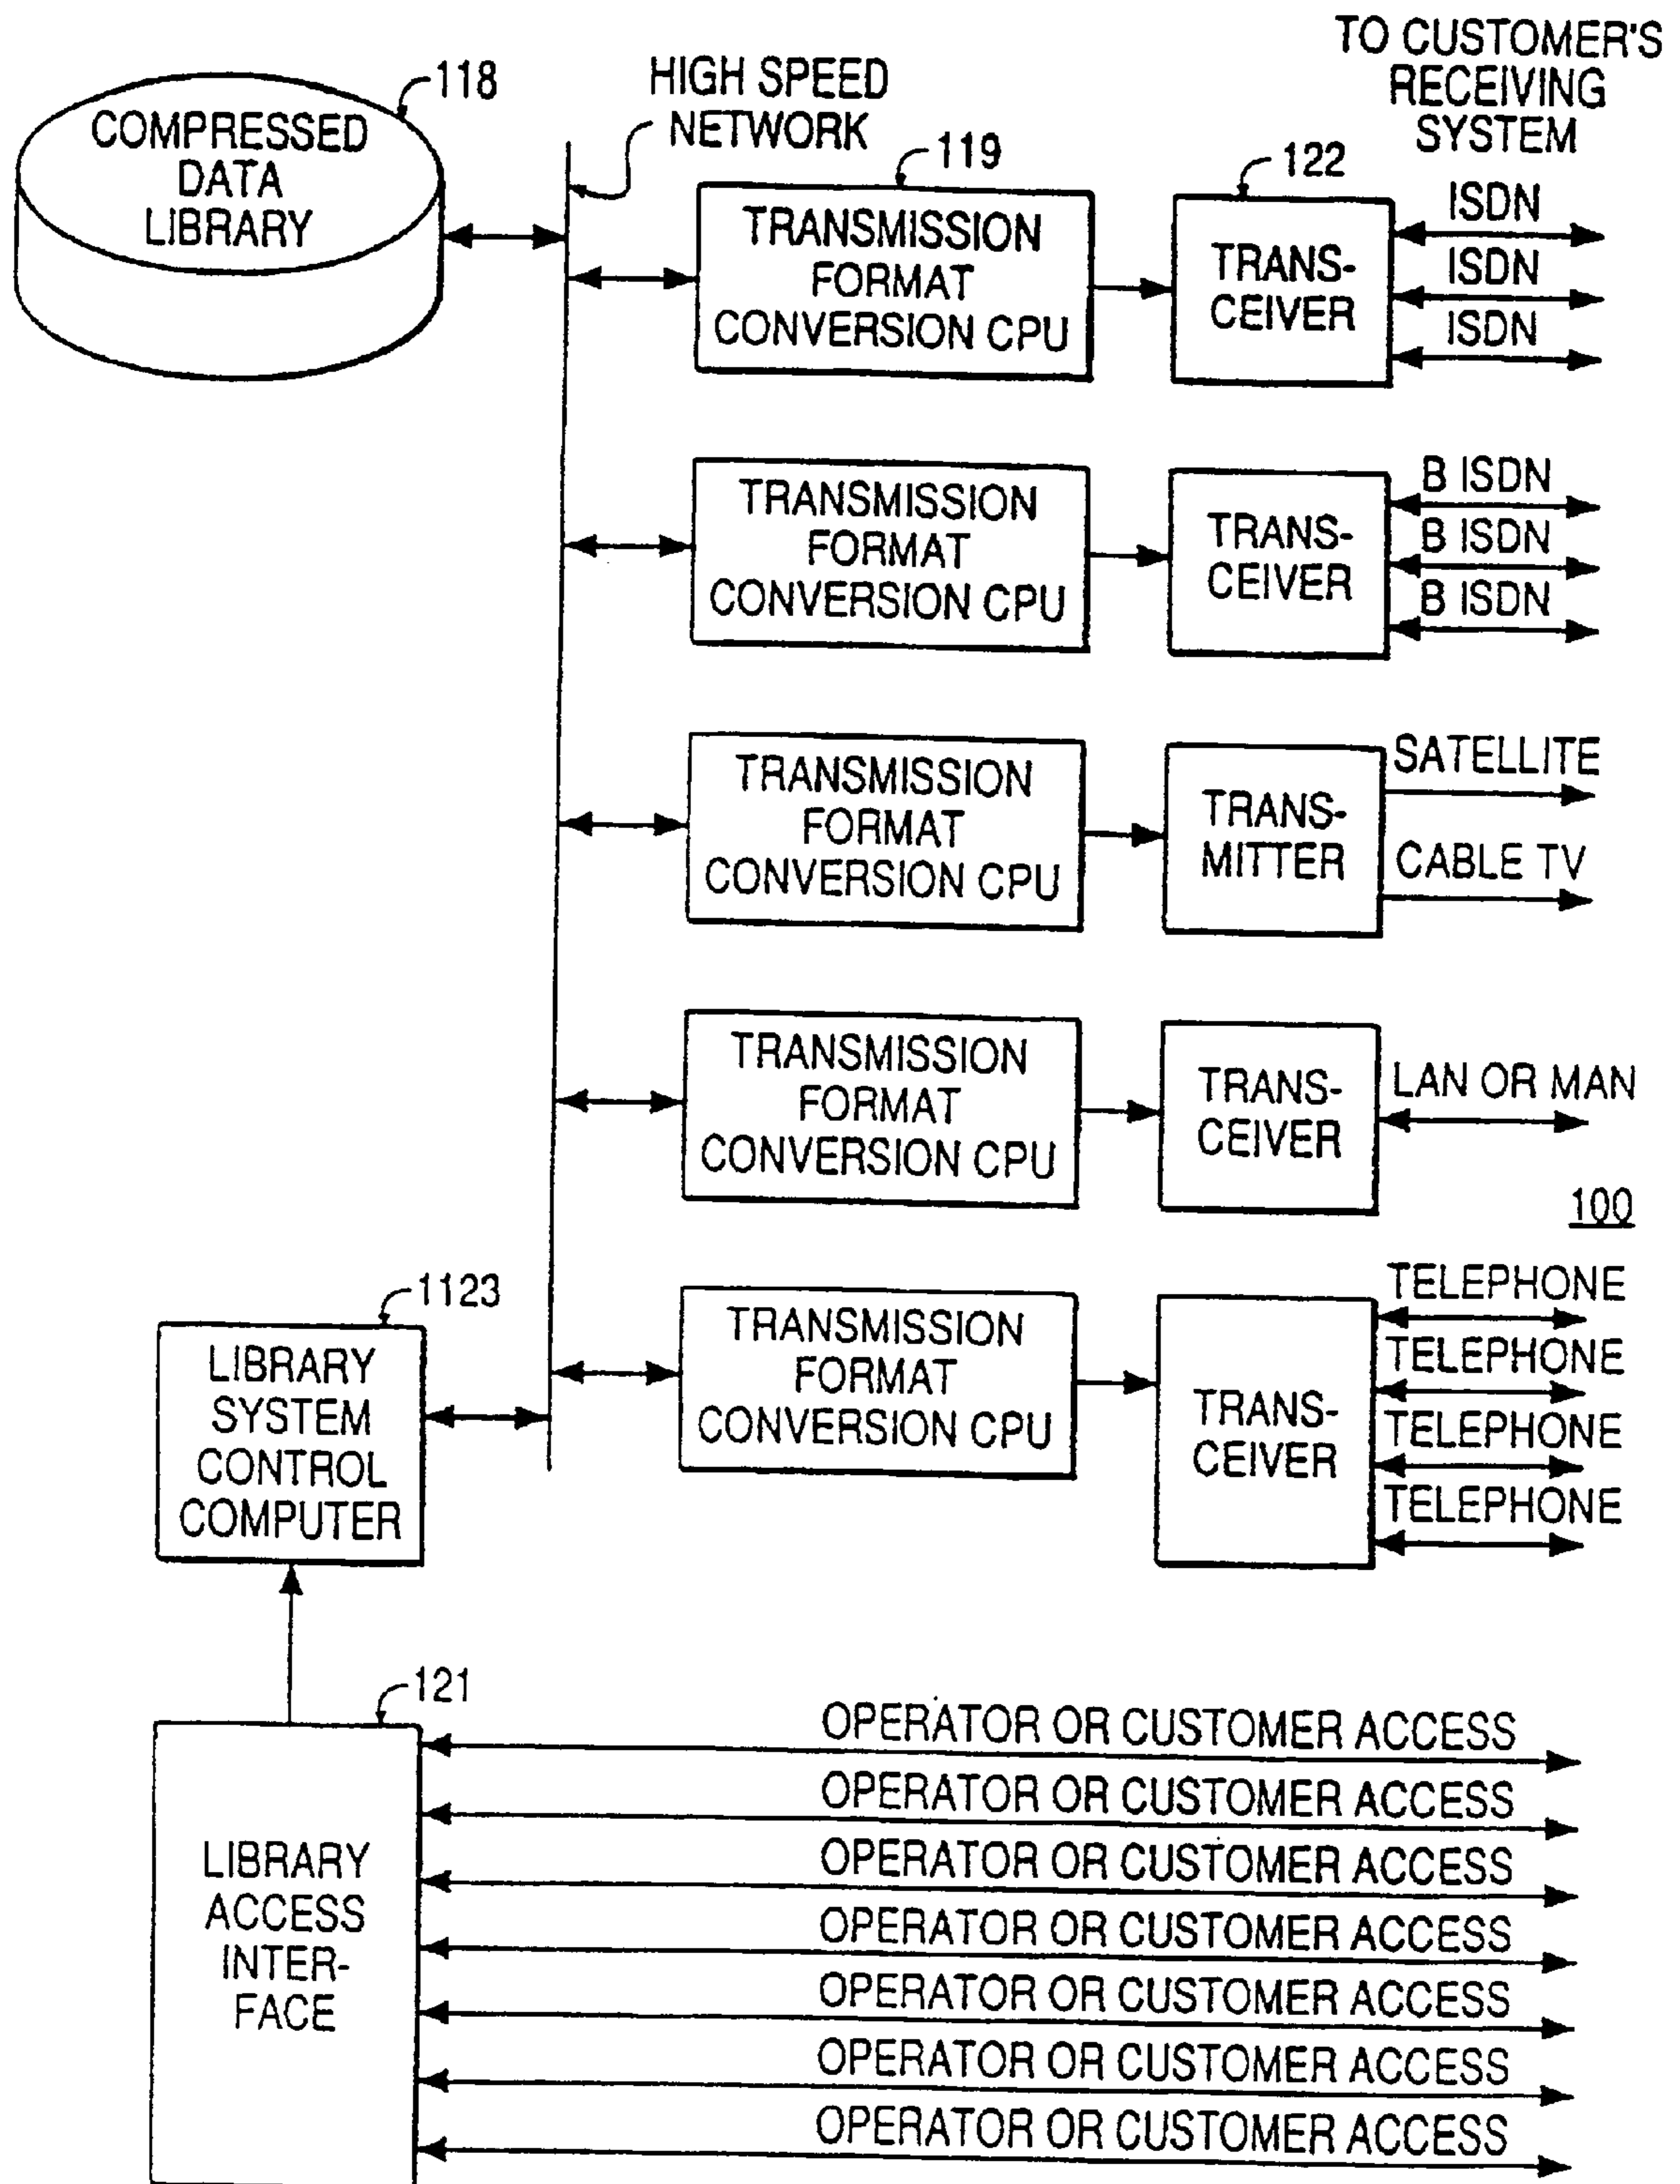 TO CUSTOMER'S
RECEIVING
SYSTEM
118
COMPRESSED
DATA
LIBRARY
HIGH SPEED
NETWORK
119
TRANSMISSION
FORMAT
CONVERSION CPU
122
TRANS-
CEIVER
ISDN
ISDN
ISDN
TRANSMISSION
FORMAT
CONVERSION CPU
TRANS-
CEIVER
B ISDN
B ISDN
B ISDN
TRANSMISSION
FORMAT
CONVERSION CPU
TRANS-
MITTER
SATELLITE
CABLE TV
TRANSMISSION
FORMAT
CONVERSION CPU
TRANS-
CEIVER
LAN OR MAN
100
1123
LIBRARY
SYSTEM
CONTROL
COMPUTER
TRANSMISSION
FORMAT
CONVERSION CPU
TRANS-
CEIVER
TELEPHONE
TELEPHONE
TELEPHONE
TELEPHONE
121
LIBRARY
ACCESS
INTER-
FACE
OPERATOR OR CUSTOMER ACCESS
OPERATOR OR CUSTOMER ACCESS
OPERATOR OR CUSTOMER ACCESS
OPERATOR OR CUSTOMER ACCESS
OPERATOR OR CUSTOMER ACCESS
OPERATOR OR CUSTOMER ACCESS
OPERATOR OR CUSTOMER ACCESS